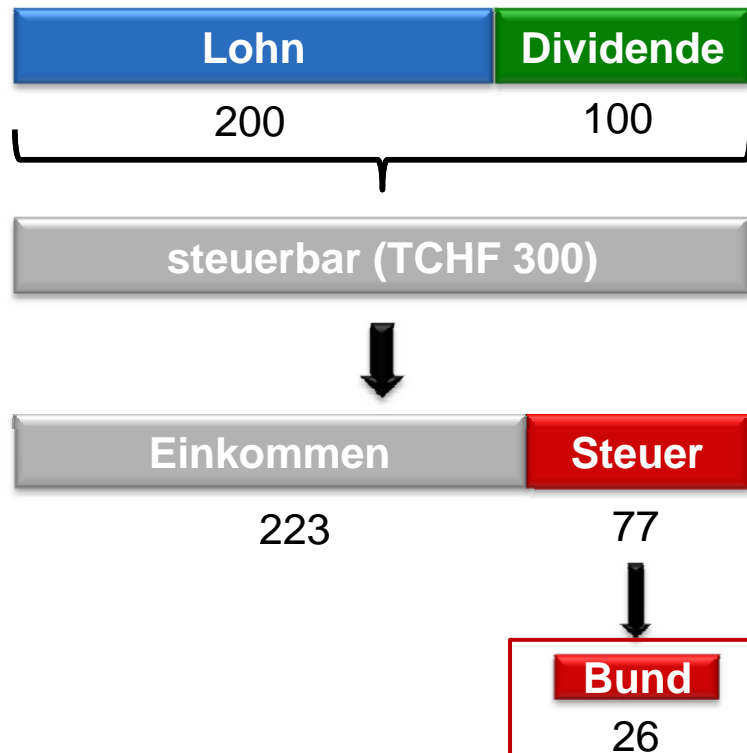 Lohn Dividende
200 100
steuerbar (TCHF 300)
Einkommen Steuer
223 77
Bund
26